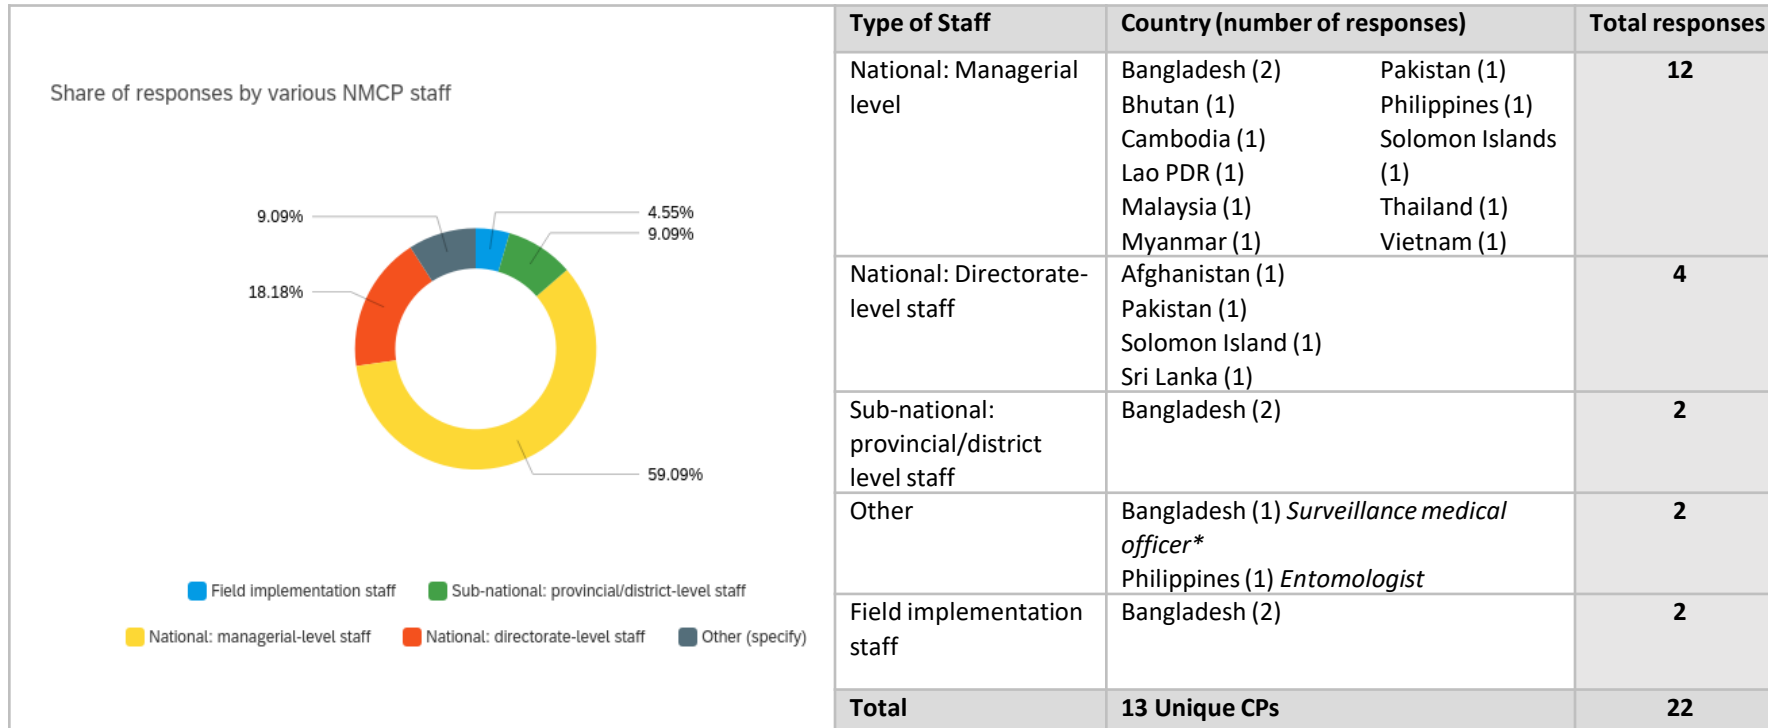 Share of responses by various NMCP staff
9.09%
4.55%
9.09%
18.18%
59.09%
Field implementation staff
Sub-national: provincial/district-level staff
National: managerial-level staff
National: directorate-level staff
Other (specify)
Type of Staff
Country (number of responses)
Total responses
National: Managerial
level
Bangladesh (2)
Bhutan (1)
Cambodia (1)
Lao PDR (1)
Malaysia (1)
Myanmar (1)
Pakistan (1)
Philippines (1)
Solomon Islands
(1)
Thailand (1)
Vietnam (1)
12
National: Directorate-
level staff
Afghanistan (1)
Pakistan (1)
Solomon Island (1)
Sri Lanka (1)
4
Sub-national:
provincial/district
level staff
Bangladesh (2)
2
Other
Bangladesh (1) Surveillance medical
officer*
Philippines (1) Entomologist
2
Field implementation
staff
Bangladesh (2)
2
Total
13 Unique CPs
22